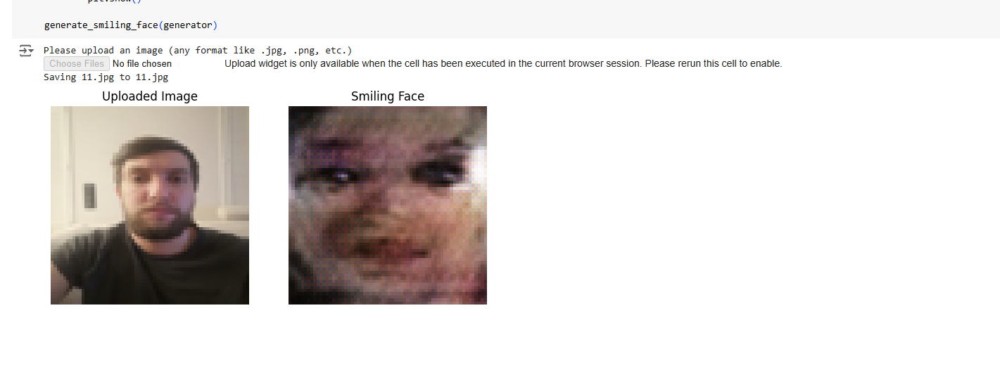 plt.show()
generate_smiling_face(generator)
Please upload an image (any format like .jpg, .png, etc.)
Choose Files No file chosen Upload widget is only available when the cell has been executed in the current browser session. Please rerun this cell to enable.
Saving 11.jpg to 11.jpg
Uploaded Image Smiling Face